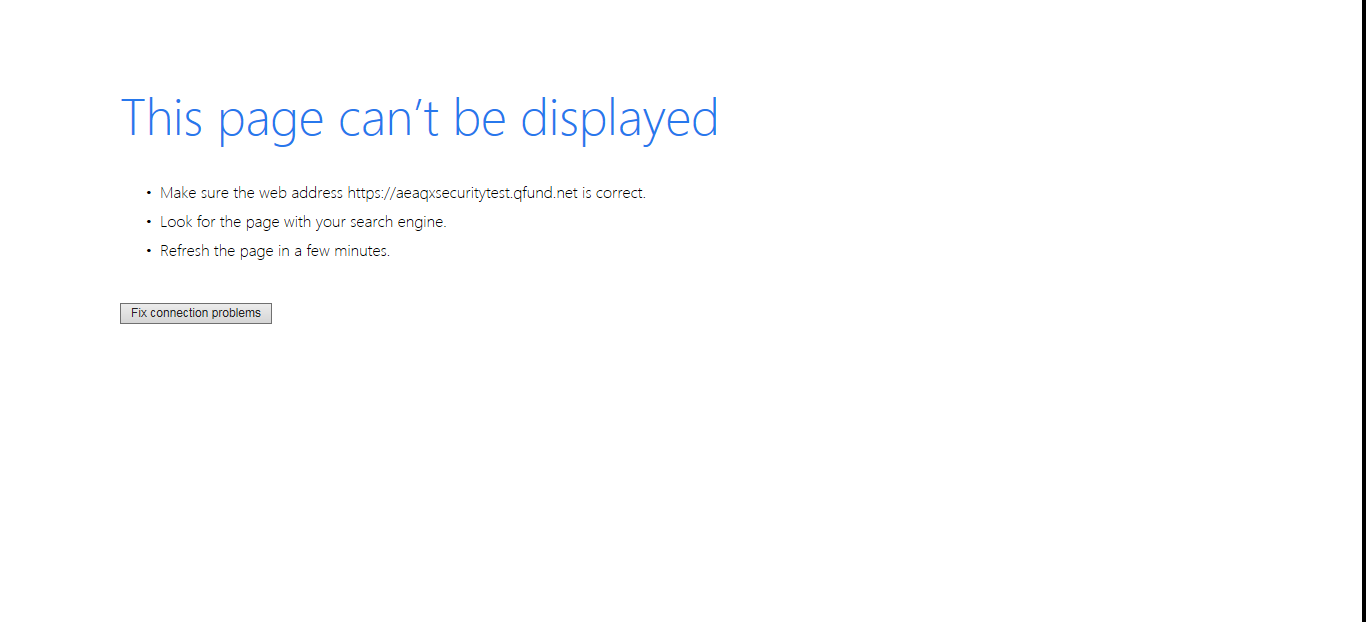 This page can’t be displayed
• Make sure the web address https://aeaqxsecuritytest.qfund.net is correct.
• Look for the page with your search engine.
• Refresh the page in a few minutes.
Fix connection problems